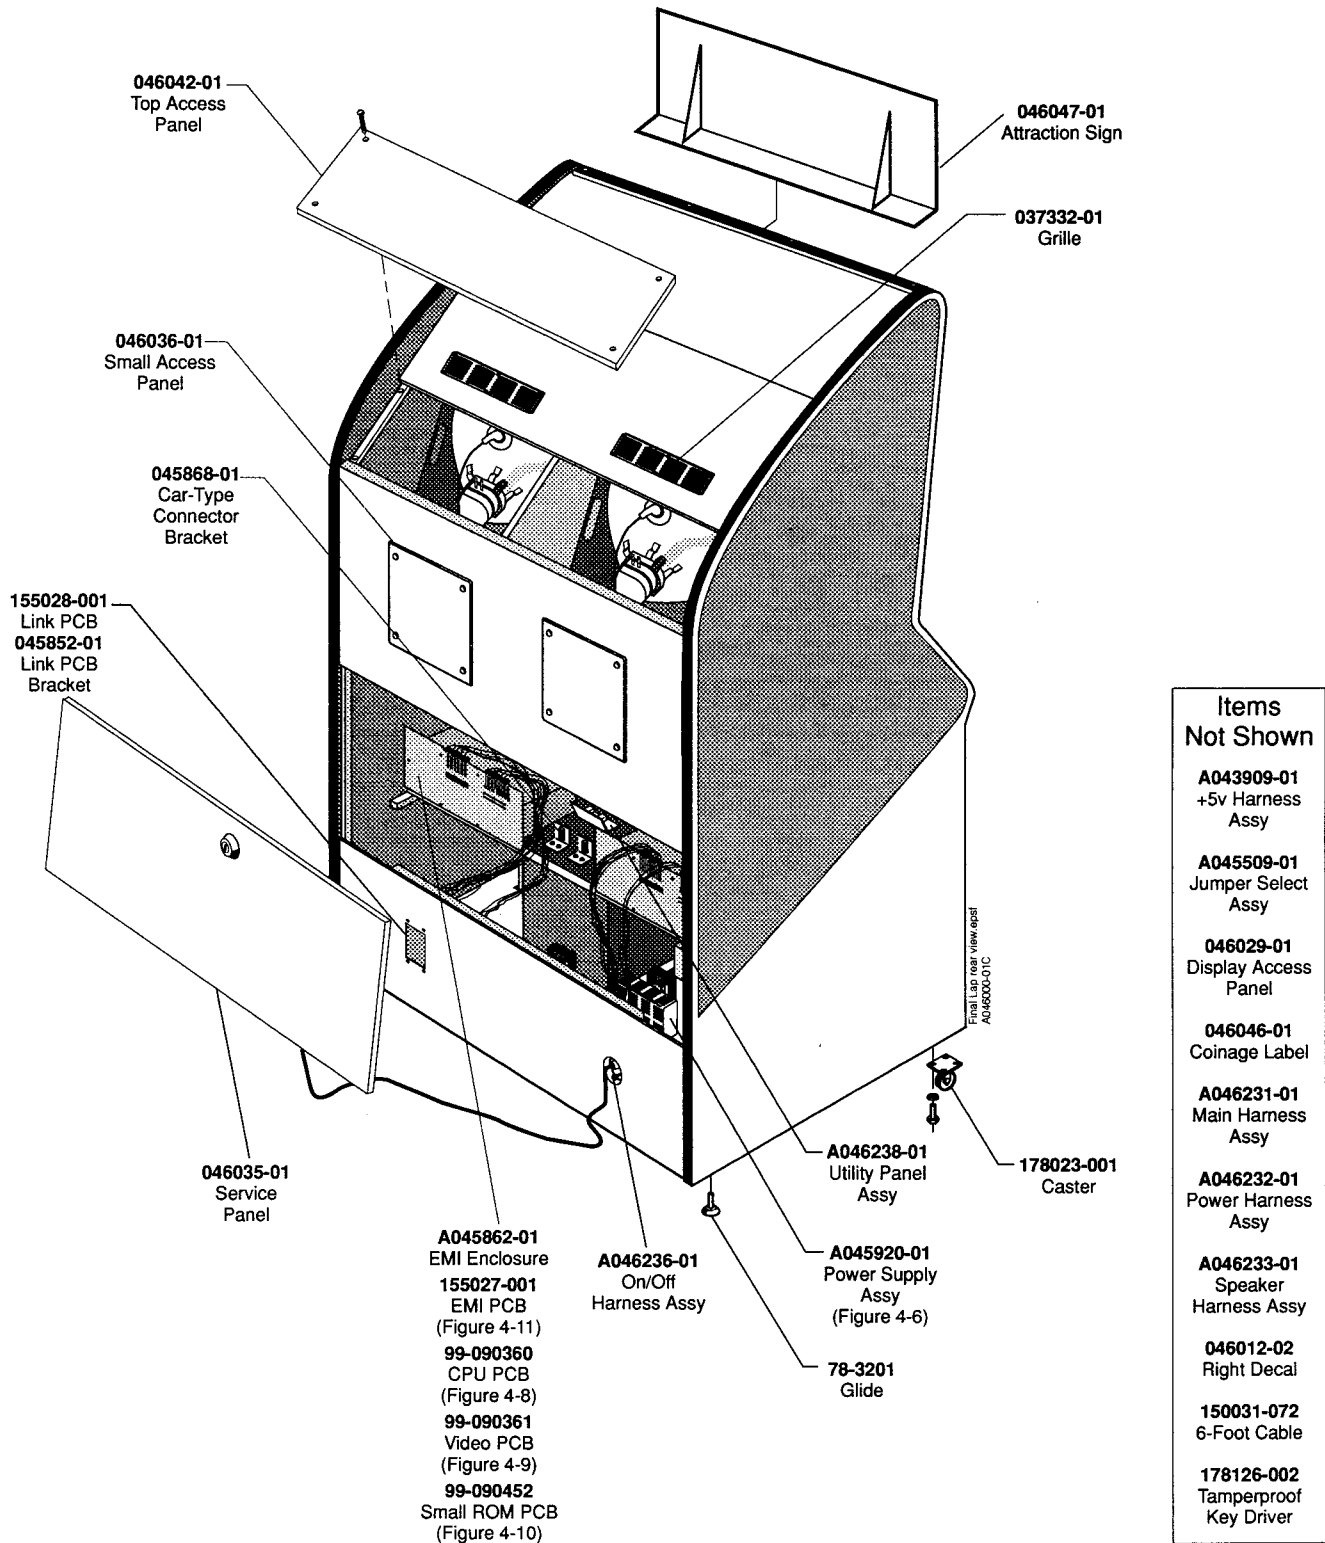 046042-01
Top Access
Panel
046047-01
Attraction Sign
037332-01
Grille
046036-01
Small Access
Panel
045868-01
Car-Type
Connector
Bracket
155028-001
Link PCB
045852-01
Link PCB
Bracket
Final Lap rear view.epsf
A046000-01C
046035-01
Service
Panel
A045862-01
EMI Enclosure
155027-001
EMI PCB
(Figure 4-11)
99-090360
CPU PCB
(Figure 4-8)
99-090361
Video PCB
(Figure 4-9)
99-090452
Small ROM PCB
(Figure 4-10)
A046236-01
On/Off
Harness Assy
A046238-01
Utility Panel
Assy
A045920-01
Power Supply
Assy
(Figure 4-6)
78-3201
Glide
178023-001
Caster
Items
Not Shown
A043909-01
+5v Harness
Assy
A045509-01
Jumper Select
Assy
046029-01
Display Access
Panel
046046-01
Coinage Label
A046231-01
Main Harness
Assy
A046232-01
Power Harness
Assy
A046233-01
Speaker
Harness Assy
046012-02
Right Decal
150031-072
6-Foot Cable
178126-002
Tamperproof
Key Driver